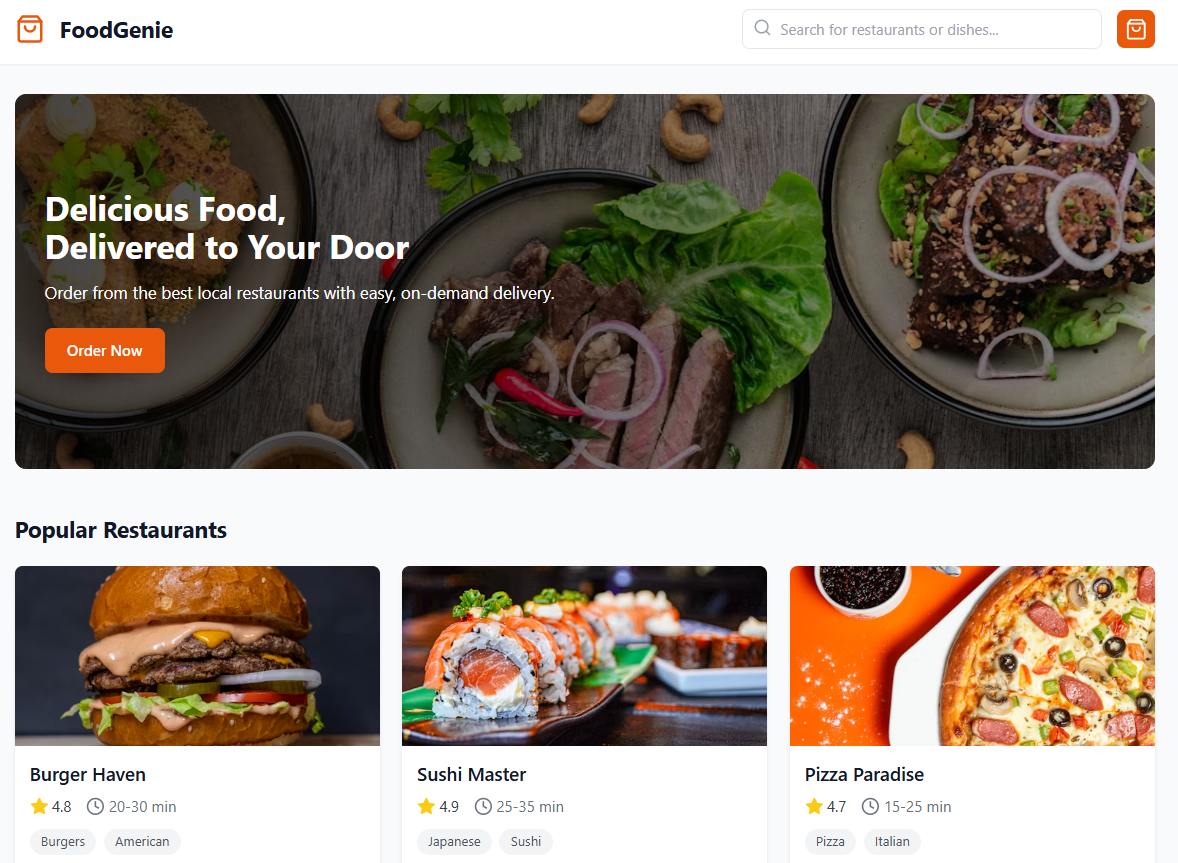 FoodGenie
Search for restaurants or dishes...
Delicious Food,
Delivered to Your Door
Order from the best local restaurants with easy, on-demand delivery.
Order Now
Popular Restaurants
Burger Haven
4.8 20-30 min
Burgers American
Sushi Master
4.9 25-35 min
Japanese Sushi
Pizza Paradise
4.7 15-25 min
Pizza Italian